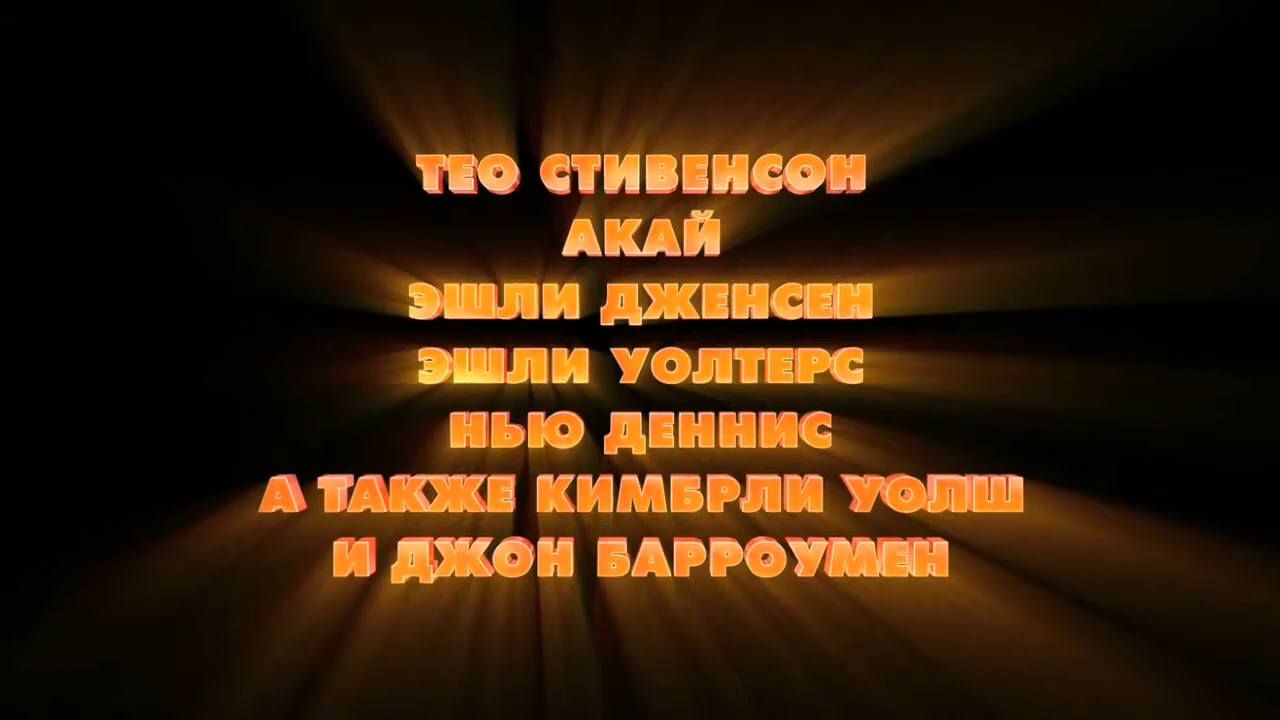 ТЕО СТИВЕНСОН
АКАЙ
ЭШЛИ ДЖЕНСЕН
ЭШЛИ УОЛТЕРС
НЬЮ ДЕННИС
А ТАКЖЕ КИМБРЛИ УОЛШ
И ДЖОН БАРРОУМЕН